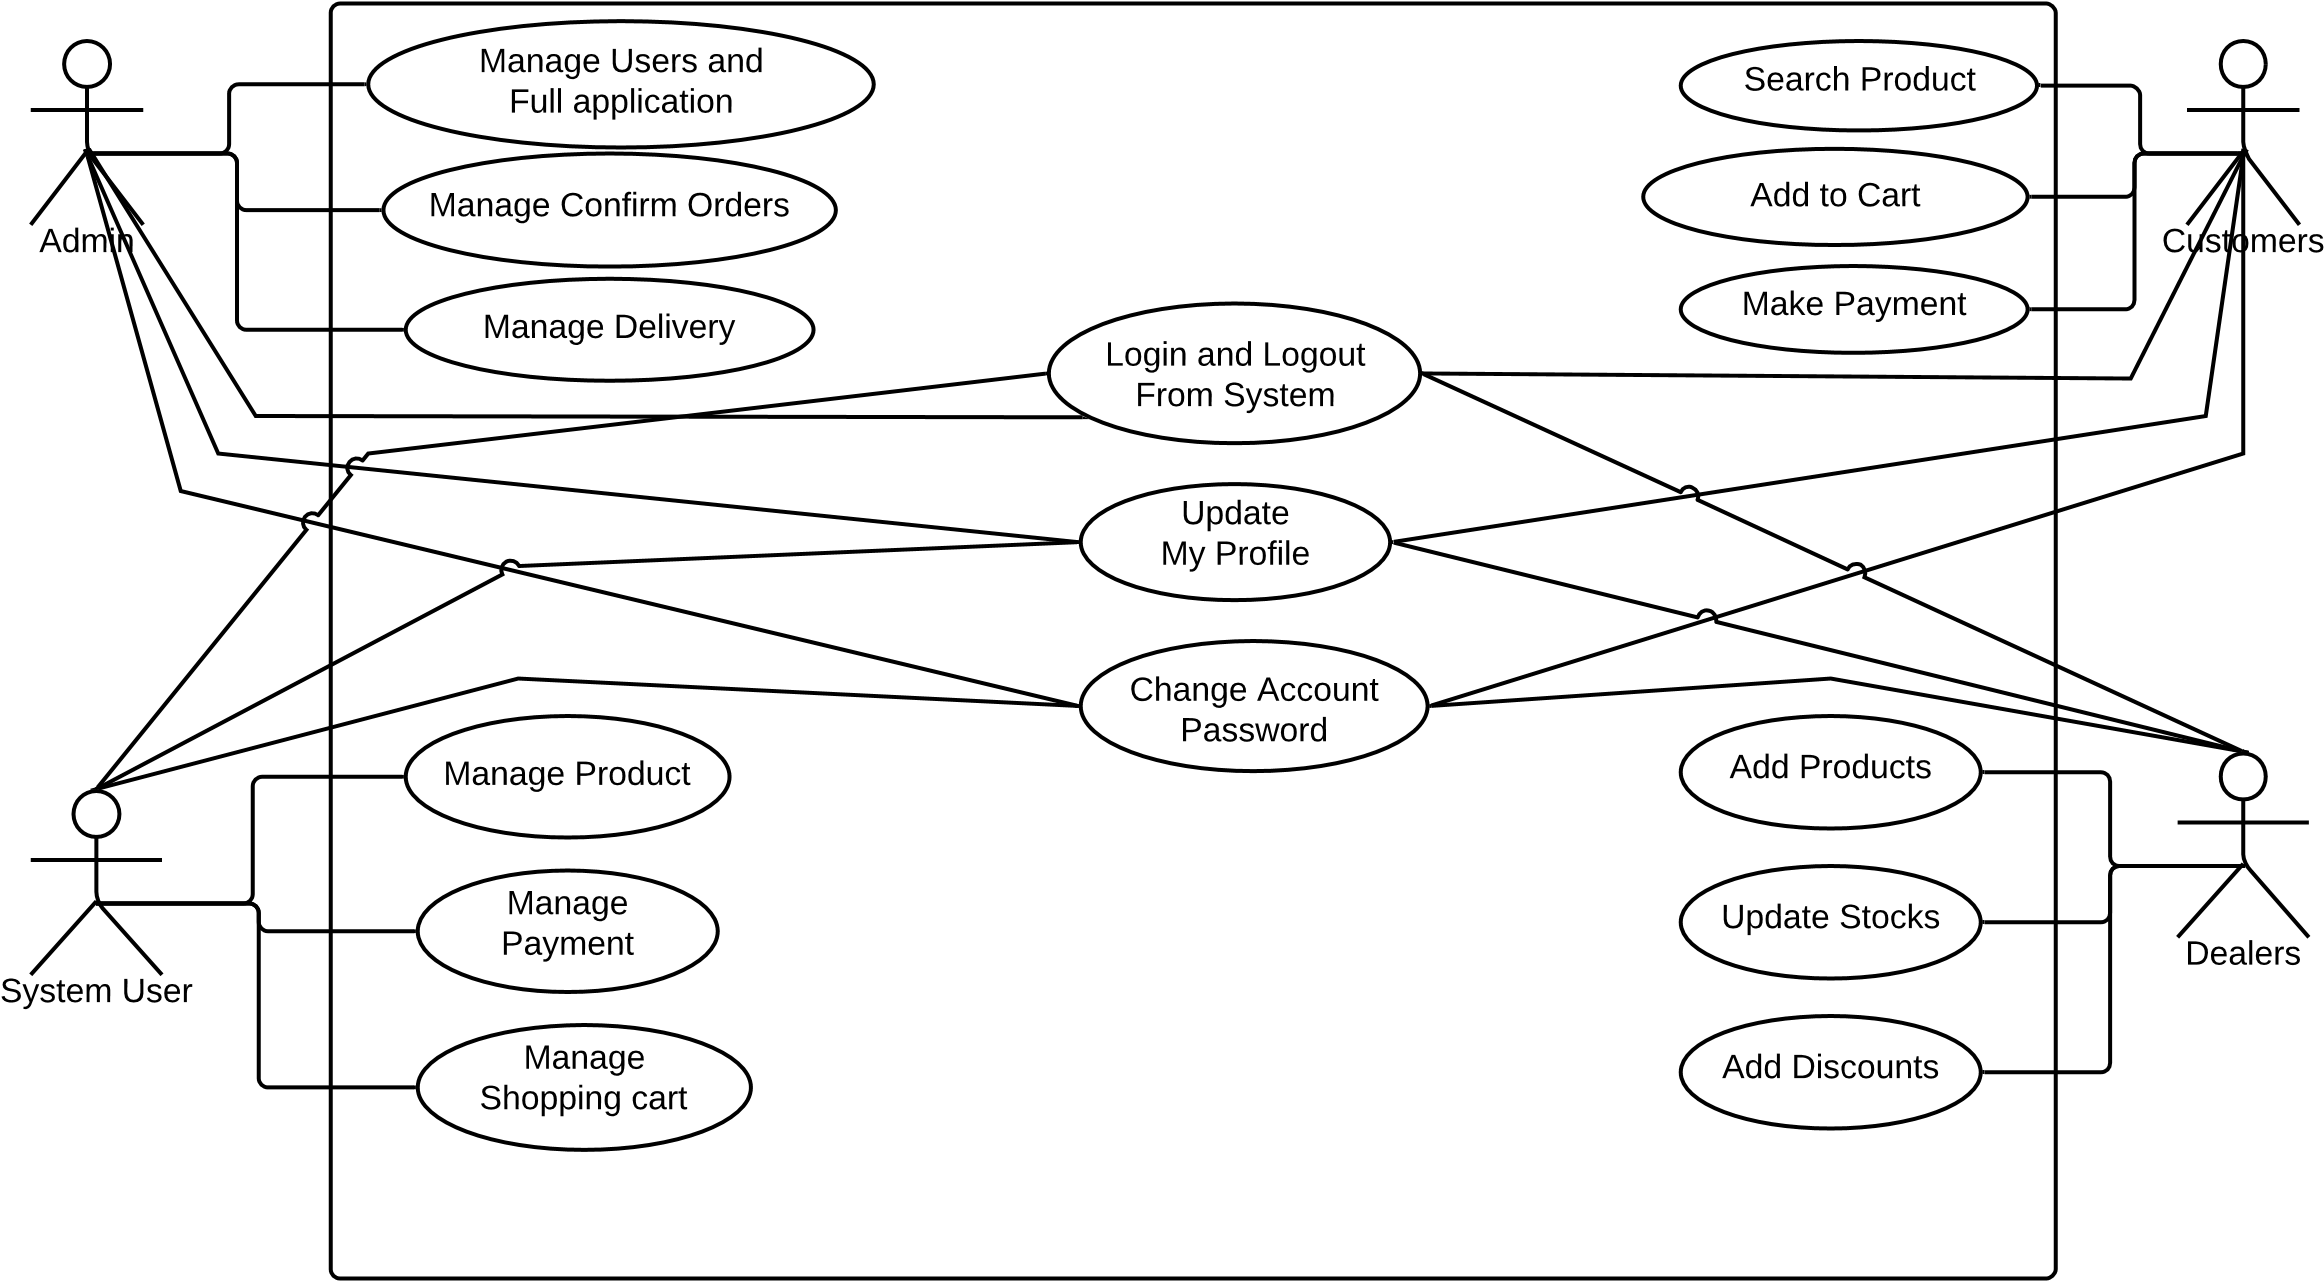 Manage Users and
Full application
Manage Confirm Orders
Manage Delivery
Admin
Search Product
Add to Cart
Make Payment
Customers
Login and Logout
From System
Update
My Profile
Change Account
Password
Manage Product
Manage
Payment
Manage
Shopping cart
System User
Add Products
Update Stocks
Add Discounts
Dealers